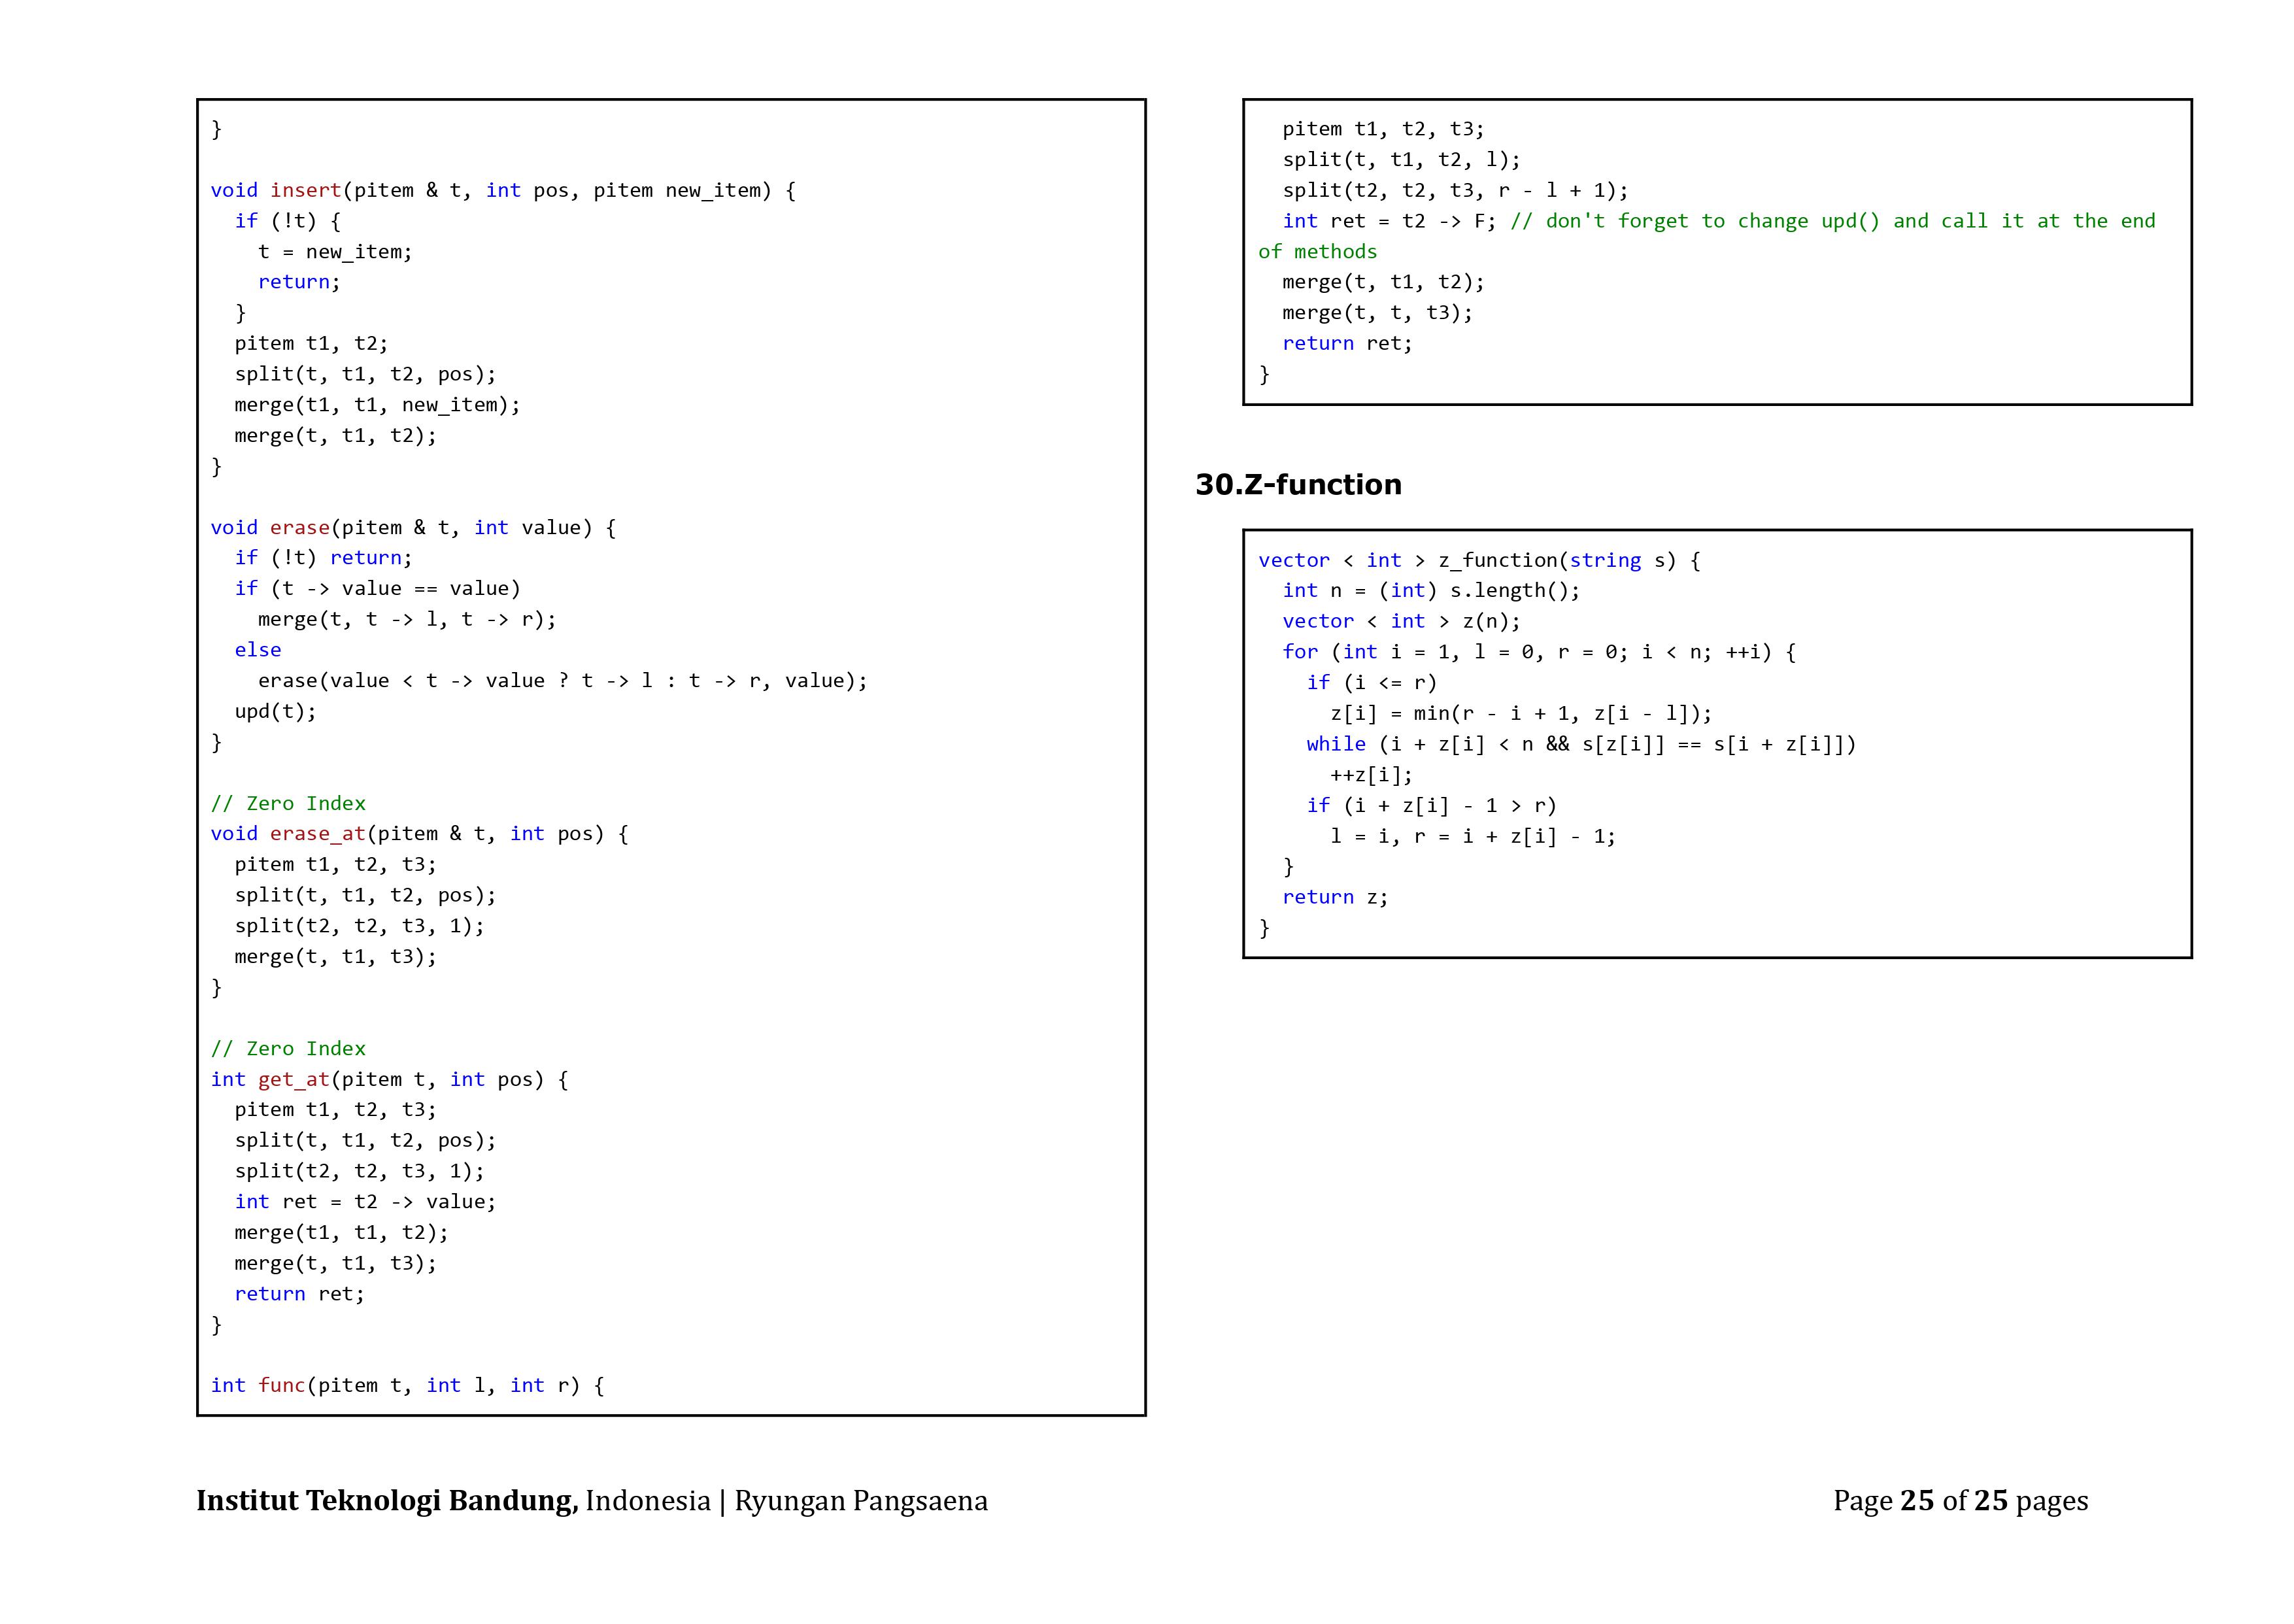 }

void insert(pitem & t, int pos, pitem new_item) {
  if (!t) {
    t = new_item;
    return;
  }
  pitem t1, t2;
  split(t, t1, t2, pos);
  merge(t1, t1, new_item);
  merge(t, t1, t2);
}

void erase(pitem & t, int value) {
  if (!t) return;
  if (t -> value == value)
    merge(t, t -> l, t -> r);
  else
    erase(value < t -> value ? t -> l : t -> r, value);
  upd(t);
}

// Zero Index
void erase_at(pitem & t, int pos) {
  pitem t1, t2, t3;
  split(t, t1, t2, pos);
  split(t2, t2, t3, 1);
  merge(t, t1, t3);
}

// Zero Index
int get_at(pitem t, int pos) {
  pitem t1, t2, t3;
  split(t, t1, t2, pos);
  split(t2, t2, t3, 1);
  int ret = t2 -> value;
  merge(t1, t1, t2);
  merge(t, t1, t3);
  return ret;
}

int func(pitem t, int l, int r) {
  pitem t1, t2, t3;
  split(t, t1, t2, l);
  split(t2, t2, t3, r - l + 1);
  int ret = t2 -> F; // don't forget to change upd() and call it at the end
of methods
  merge(t, t1, t2);
  merge(t, t, t3);
  return ret;
}

30.Z-function

vector < int > z_function(string s) {
  int n = (int) s.length();
  vector < int > z(n);
  for (int i = 1, l = 0, r = 0; i < n; ++i) {
    if (i <= r)
      z[i] = min(r - i + 1, z[i - l]);
    while (i + z[i] < n && s[z[i]] == s[i + z[i]])
      ++z[i];
    if (i + z[i] - 1 > r)
      l = i, r = i + z[i] - 1;
  }
  return z;
}

Institut Teknologi Bandung, Indonesia | Ryungan Pangsaena
Page 25 of 25 pages